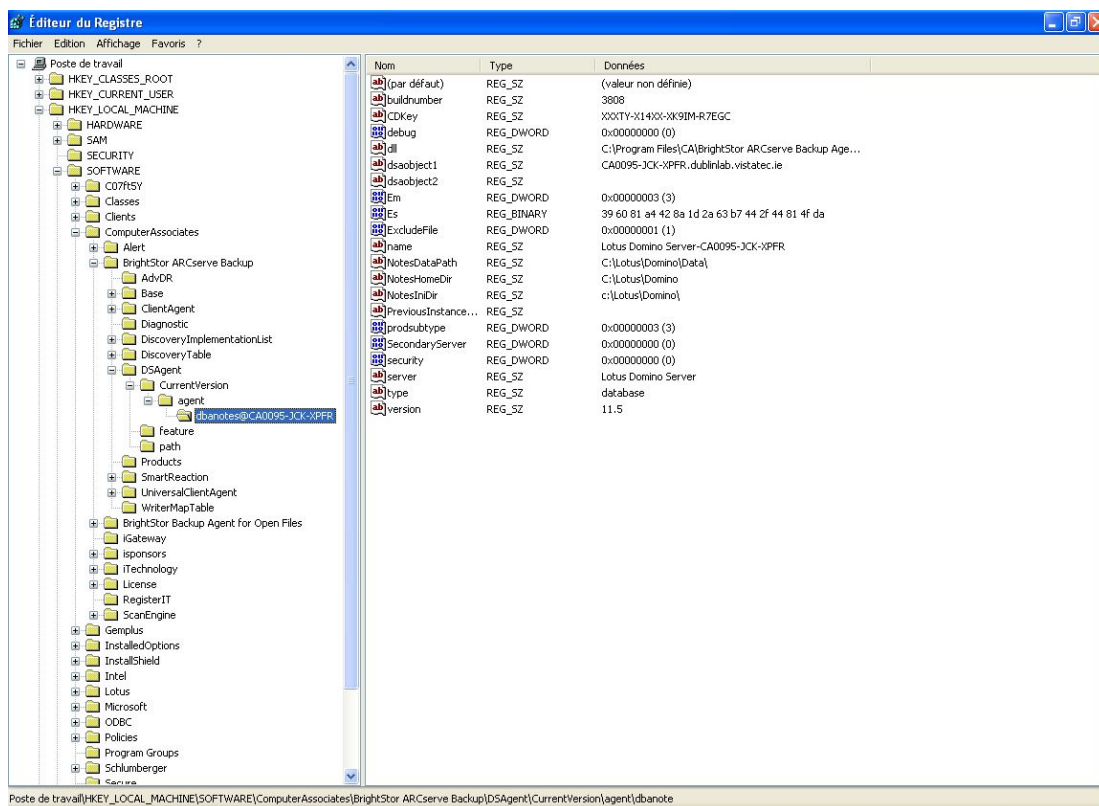 Éditeur du Registre
Fichier Edition Affichage Favoris ?
Poste de travail
HKEY_CLASSES_ROOT
HKEY_CURRENT_USER
HKEY_LOCAL_MACHINE
HARDWARE
SAM
SECURITY
SOFTWARE
C07ft5Y
Classes
Clients
ComputerAssociates
Alert
BrightStor ARCserve Backup
AdvDR
Base
ClientAgent
Diagnostic
DiscoveryImplementationList
DiscoveryTable
DSAgent
CurrentVersion
agent
dbanotes@CA0095-JCK-XPFR
feature
path
Products
SmartReaction
UniversalClientAgent
WriterMapTable
BrightStor Backup Agent for Open Files
iGateway
isponsors
iTechnology
License
RegisterIT
ScanEngine
Gemplus
InstalledOptions
InstallShield
Intel
Lotus
Microsoft
ODBC
Policies
Program Groups
Schlumberger
Secure
Nom Type Données
(par défaut) REG_SZ (valeur non définie)
buildnumber REG_SZ 3808
CDKey REG_SZ XXXTY-X14XX-XK9IM-R7EGC
debug REG_DWORD 0x00000000 (0)
dll REG_SZ C:\Program Files\CA\BrightStor ARCserve Backup Age...
dsaobject1 REG_SZ CA0095-JCK-XPFR.dublinlab.vistatec.ie
dsaobject2 REG_SZ
Em REG_DWORD 0x00000003 (3)
Es REG_BINARY 39 60 81 a4 42 8a 1d 2a 63 b7 44 2f 44 81 4f da
ExcludeFile REG_DWORD 0x00000001 (1)
name REG_SZ Lotus Domino Server-CA0095-JCK-XPFR
NotesDataPath REG_SZ C:\Lotus\Domino\Data\
NotesHomeDir REG_SZ C:\Lotus\Domino
NotesIniDir REG_SZ c:\Lotus\Domino\
PreviousInstance... REG_SZ
prodsubtype REG_DWORD 0x00000003 (3)
SecondaryServer REG_DWORD 0x00000000 (0)
security REG_DWORD 0x00000000 (0)
server REG_SZ Lotus Domino Server
type REG_SZ database
version REG_SZ 11.5
Poste de travail\HKEY_LOCAL_MACHINE\SOFTWARE\ComputerAssociates\BrightStor ARCserve Backup\DSAgent\CurrentVersion\agent\dbanote